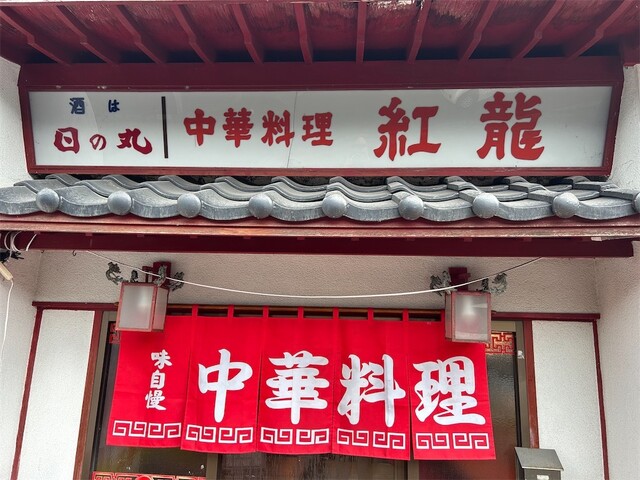 酒は
日の丸
中華料理 紅龍
味自慢
中華料理